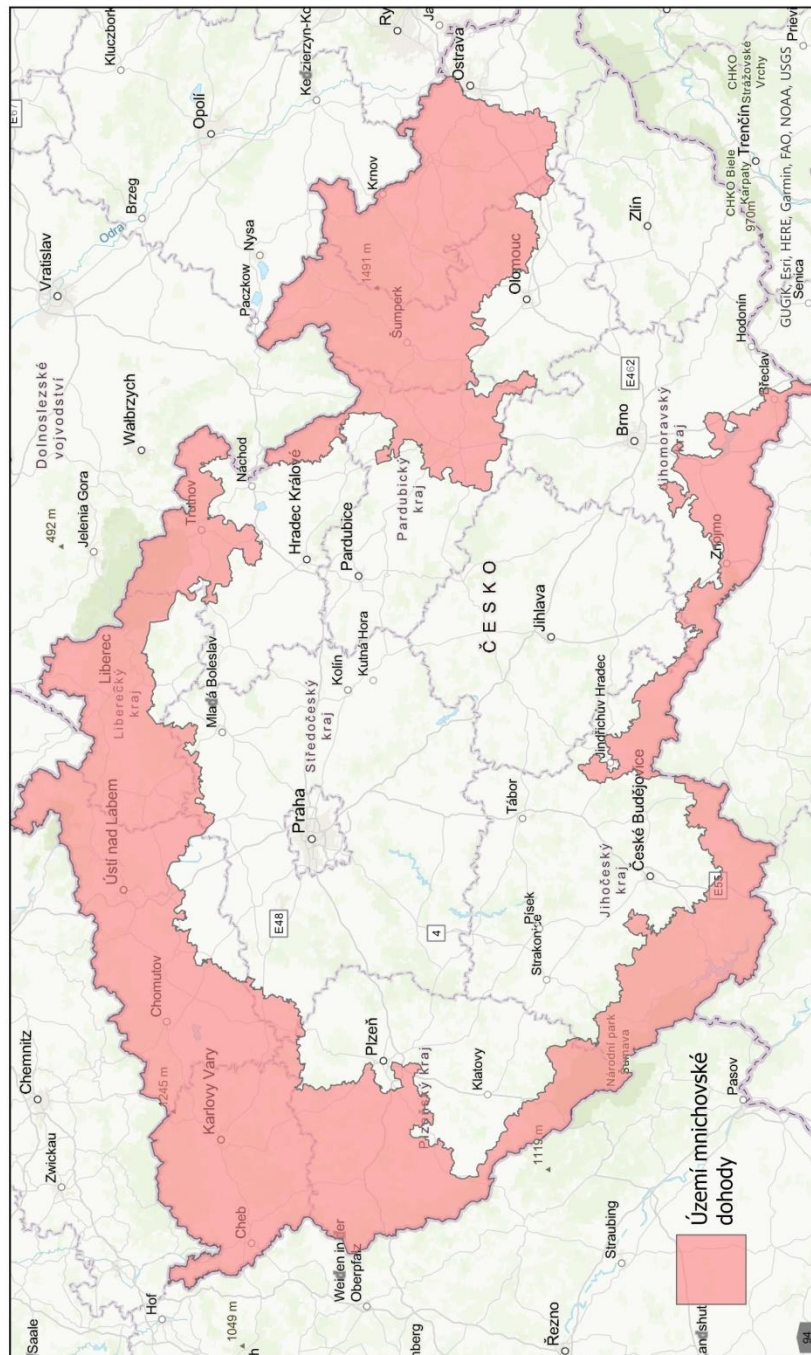 Saale
Zwickau
Chemnitz
492 m
Dolnoslezské
vojvodství
Vratislav
E67
Hof
Jelenia Gora
Wałbrzych
Brzeg
Odra
Opolí
Kluczbork
1049 m
Chomutov
Ústí nad Labem
Liberec
Liberecký
kraj
Cheb
Karlovy Vary
Trutnov
Mladá Boleslav
Náchod
Paczkow
Nysa
E48
Praha
Středočeský
kraj
Hradec Králové
Weiden in der
Oberpfalz
Plzeň
Kolín
Kutná Hora
Pardubice
Pardubický
kraj
1491 m
Šumperk
Krnov
Plzeňský kraj
4
Klatovy
Ostrava
ČESKO
Řezno
1119 m
Strakonice
Písek
Tábor
Jihlava
Olomouc
Straubing
Národní park
Šumava
Jihočeský
kraj
České Budějovice
Jindřichův Hradec
Brno
E462
Zlín
Jihomoravský
kraj
Pasov
E55
Znojmo
Břeclav
Hodonín
CHKO Biele
Karpaty
970m
Trenčín
CHKO
Strážovské
Vrchy
Území mnichovské
dohody
Senica
GUGiK, Esri, HERE, Garmin, FAO, NOAA, USGS
94